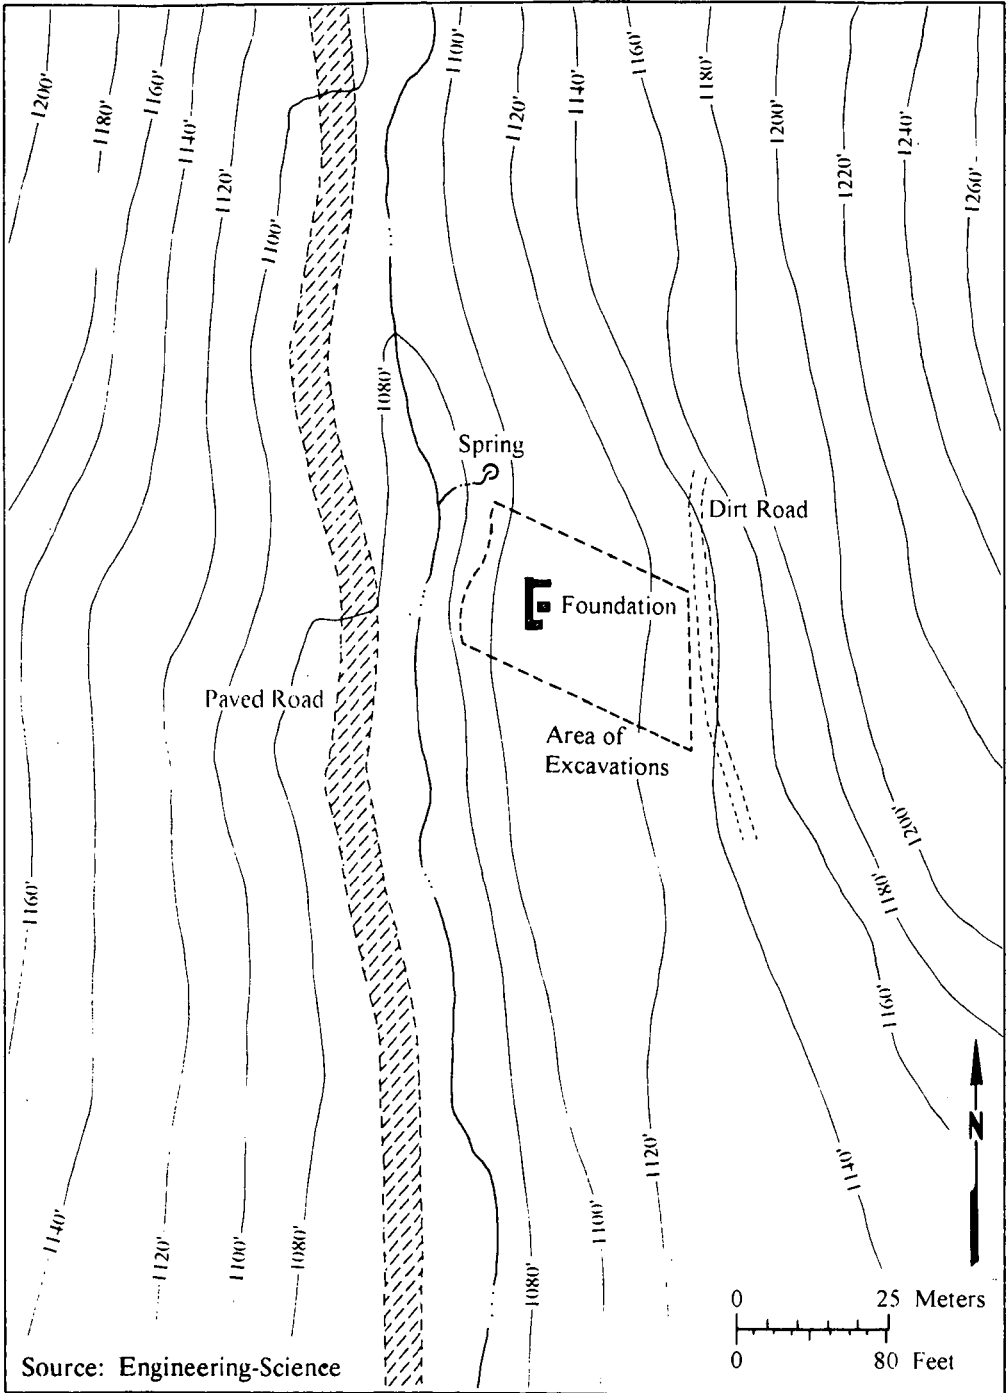 1200'
1180'
1160'
1140'
1120'
1100'
1100'
1120'
1140'
1160'
1180'
1200'
1220'
1240'
1260'
1080'
Spring
Dirt Road
Foundation
Paved Road
Area of
Excavations
1200'
1180'
1160'
1160'
N
1140'
1120'
1100'
1080'
1080'
1100'
1120'
1140'
0 25 Meters
0 80 Feet
Source: Engineering-Science